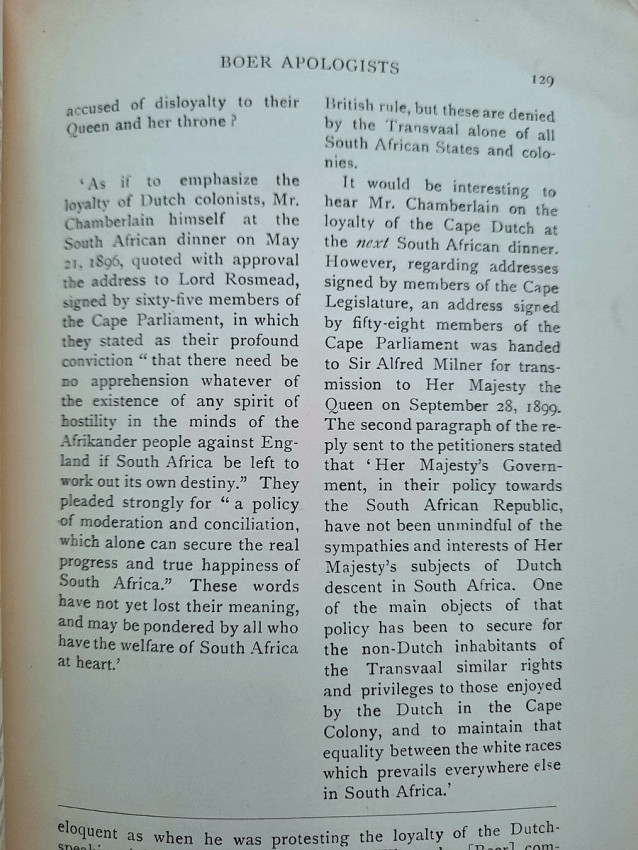 BOER APOLOGISTS
129
accused of disloyalty to their
Queen and her throne?
'As if to emphasize the
loyalty of Dutch colonists, Mr.
Chamberlain himself at the
South African dinner on May
21, 1896, quoted with approval
the address to Lord Rosmead,
signed by sixty-five members of
the Cape Parliament, in which
they stated as their profound
conviction "that there need be
no apprehension whatever of
the existence of any spirit of
hostility in the minds of the
Afrikander people against Eng-
land if South Africa be left to
work out its own destiny." They
pleaded strongly for "a policy
of moderation and conciliation,
which alone can secure the real
progress and true happiness of
South Africa." These words
have not yet lost their meaning,
and may be pondered by all who
have the welfare of South Africa
at heart.'
British rule, but these are denied
by the Transvaal alone of all
South African States and colo-
nies.
It would be interesting to
hear Mr. Chamberlain on the
loyalty of the Cape Dutch at
the next South African dinner.
However, regarding addresses
signed by members of the Cape
Legislature, an address signed
by fifty-eight members of the
Cape Parliament was handed
to Sir Alfred Milner for trans-
mission to Her Majesty the
Queen on September 28, 1899.
The second paragraph of the re-
ply sent to the petitioners stated
that 'Her Majesty's Govern-
ment, in their policy towards
the South African Republic,
have not been unmindful of the
sympathies and interests of Her
Majesty's subjects of Dutch
descent in South Africa. One
of the main objects of that
policy has been to secure for
the non-Dutch inhabitants of
the Transvaal similar rights
and privileges to those enjoyed
by the Dutch in the Cape
Colony, and to maintain that
equality between the white races
which prevails everywhere else
in South Africa.'
eloquent as when he was protesting the loyalty of the Dutch-
[Boer] com-